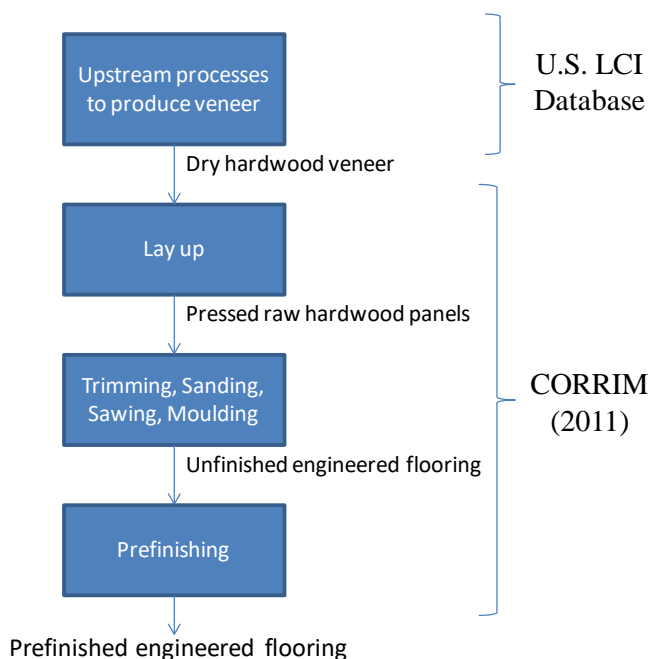 Upstream processes
to produce veneer
U.S. LCI
Database
Dry hardwood veneer
Lay up
Pressed raw hardwood panels
Trimming, Sanding,
Sawing, Moulding
CORRIM
(2011)
Unfinished engineered flooring
Prefinishing
Prefinished engineered flooring